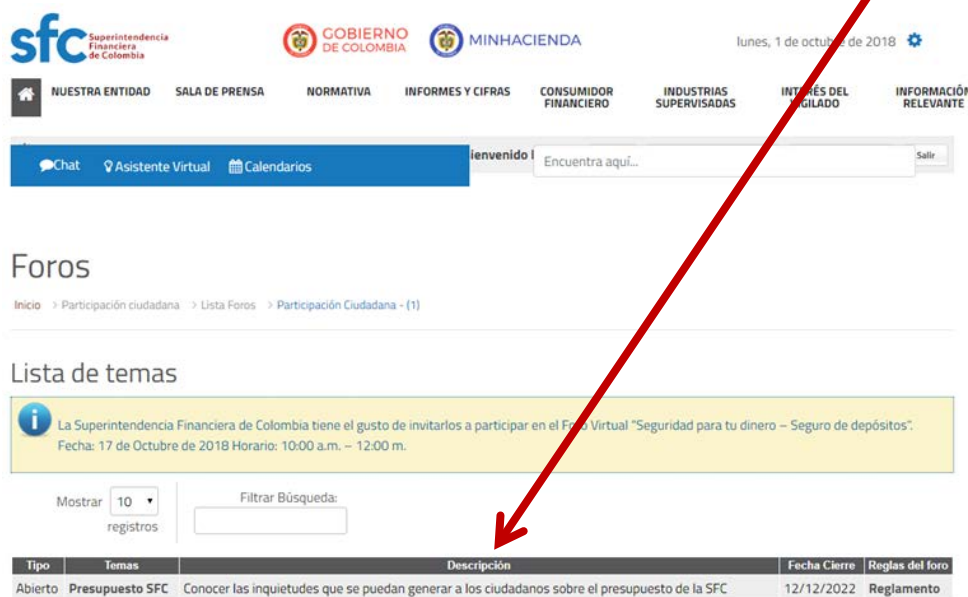 sfc Superintendencia
Financiera
de Colombia
GOBIERNO
DE COLOMBIA
MINHACIENDA
lunes, 1 de octubre de 2018
NUESTRA ENTIDAD SALA DE PRENSA NORMATIVA INFORMES Y CIFRAS CONSUMIDOR FINANCIERO INDUSTRIAS SUPERVISADAS INTERÉS DEL VIGILADO INFORMACIÓN RELEVANTE
Chat Asistente Virtual Calendarios ienvenido Encuentra aquí... Salir
Foros
Inicio > Participación ciudadana > Lista Foros > Participación Ciudadana - (1)
Lista de temas
La Superintendencia Financiera de Colombia tiene el gusto de invitarlos a participar en el Foro Virtual "Seguridad para tu dinero – Seguro de depósitos".
Fecha: 17 de Octubre de 2018 Horario: 10:00 a.m. – 12:00 m.
Mostrar 10 registros
Filtrar Búsqueda:
Tipo Temas Descripción Fecha Cierre Reglas del foro
Abierto Presupuesto SFC Conocer las inquietudes que se puedan generar a los ciudadanos sobre el presupuesto de la SFC 12/12/2022 Reglamento